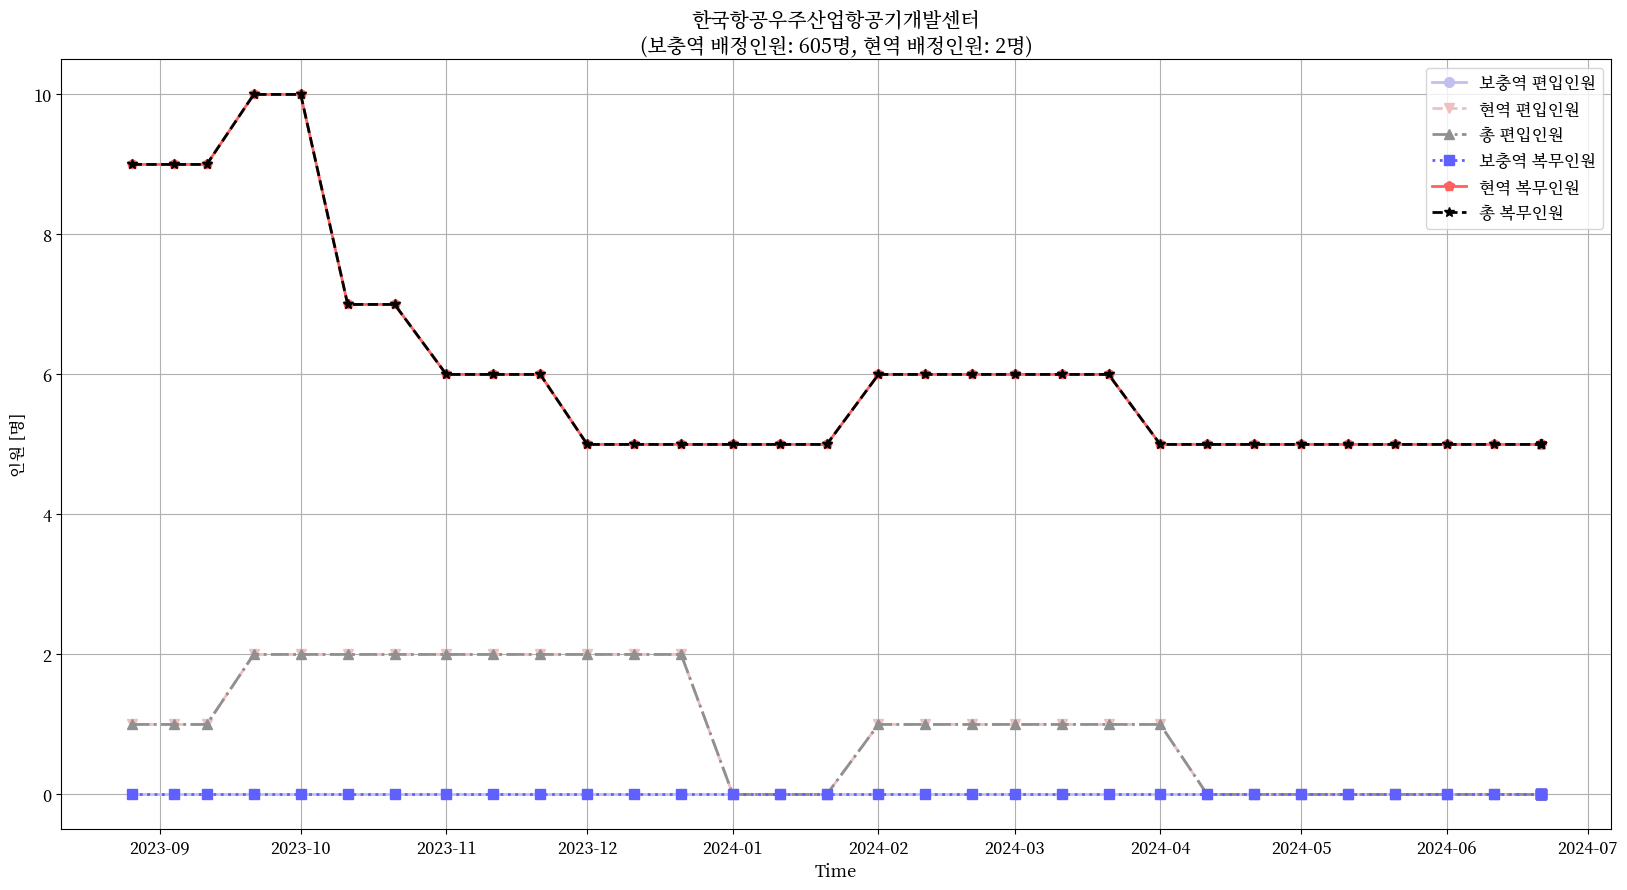 한국항공우주산업항공기개발센터
(보충역 배정인원: 605명, 현역 배정인원: 2명)
보충역 편입인원
현역 편입인원
총 편입인원
보충역 복무인원
현역 복무인원
총 복무인원
인원 [명]
10
8
6
4
2
0
2023-09
2023-10
2023-11
2023-12
2024-01
2024-02
2024-03
2024-04
2024-05
2024-06
2024-07
Time